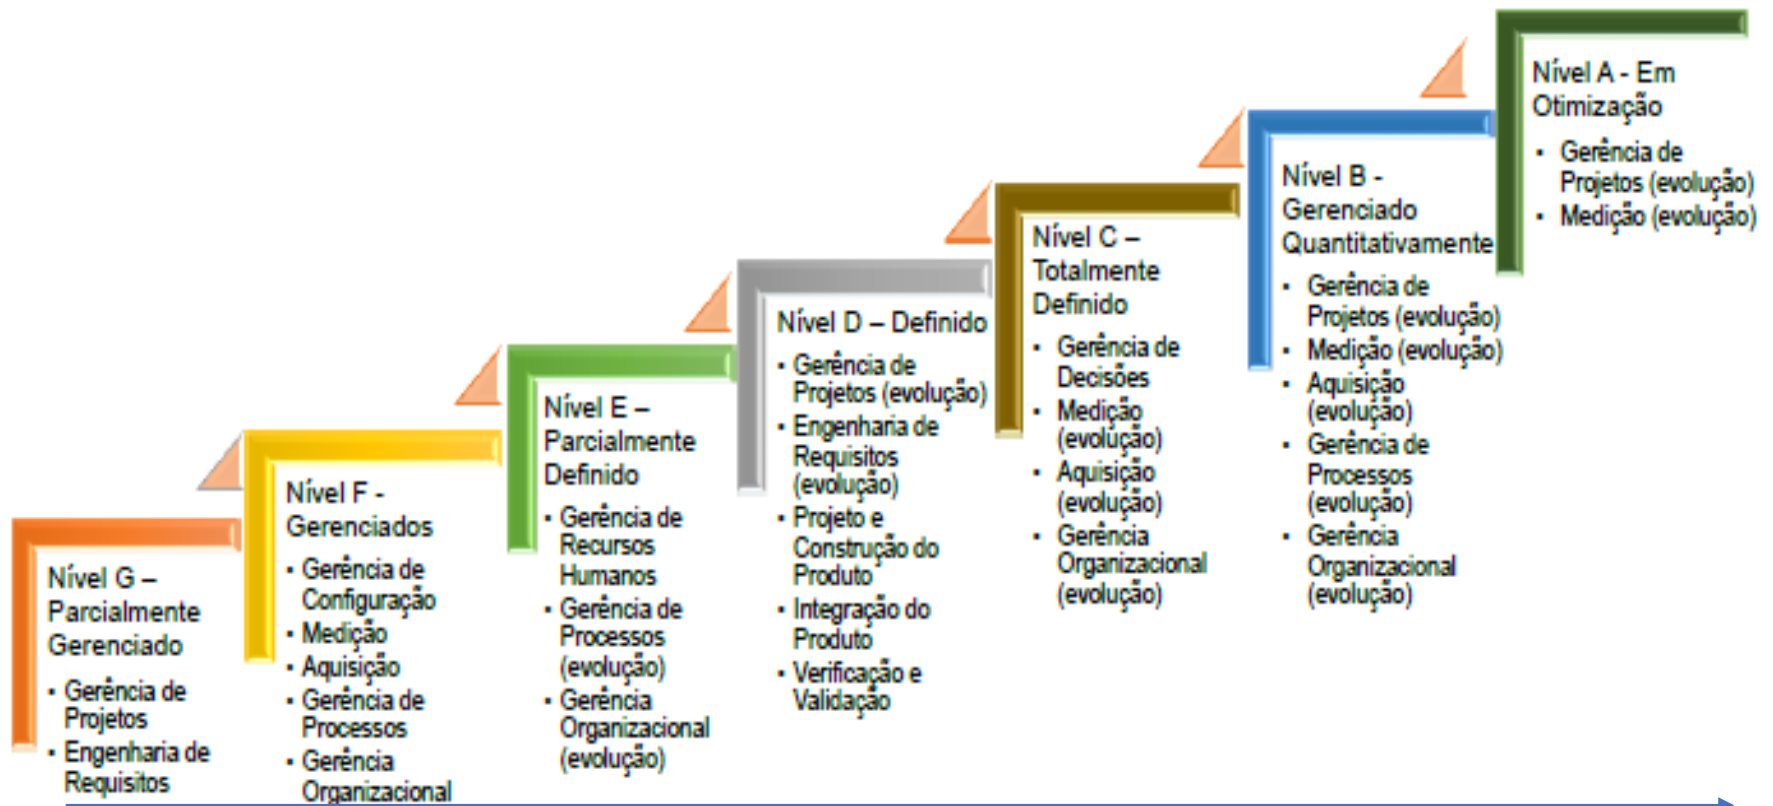 Nível G –
Parcialmente
Gerenciado
▪ Gerência de
Projetos
▪ Engenharia de
Requisitos
Nível F -
Gerenciados
▪ Gerência de
Configuração
▪ Medição
▪ Aquisição
▪ Gerência de
Processos
▪ Gerência
Organizacional
Nível E –
Parcialmente
Definido
▪ Gerência de
Recursos
Humanos
▪ Gerência de
Processos
(evolução)
▪ Gerência
Organizacional
(evolução)
Nível D – Definido
▪ Gerência de
Projetos (evolução)
▪ Engenharia de
Requisitos
(evolução)
▪ Projeto e
Construção do
Produto
▪ Integração do
Produto
▪ Verificação e
Validação
Nível C –
Totalmente
Definido
▪ Gerência de
Decisões
▪ Medição
(evolução)
▪ Aquisição
(evolução)
▪ Gerência
Organizacional
(evolução)
Nível B -
Gerenciado
Quantitativamente
▪ Gerência de
Projetos (evolução)
▪ Medição (evolução)
▪ Aquisição
(evolução)
▪ Gerência de
Processos
(evolução)
▪ Gerência
Organizacional
(evolução)
Nível A - Em
Otimização
▪ Gerência de
Projetos (evolução)
▪ Medição (evolução)